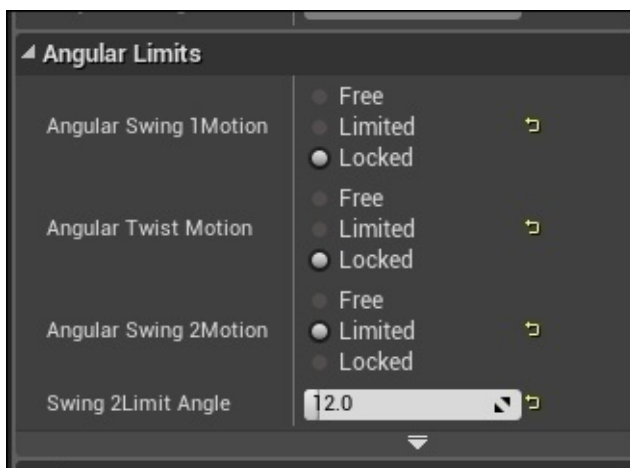 Angular Limits
Free
Angular Swing 1Motion Limited
Locked
Free
Angular Twist Motion Limited
Locked
Free
Angular Swing 2Motion Limited
Locked
Swing 2Limit Angle 12.0